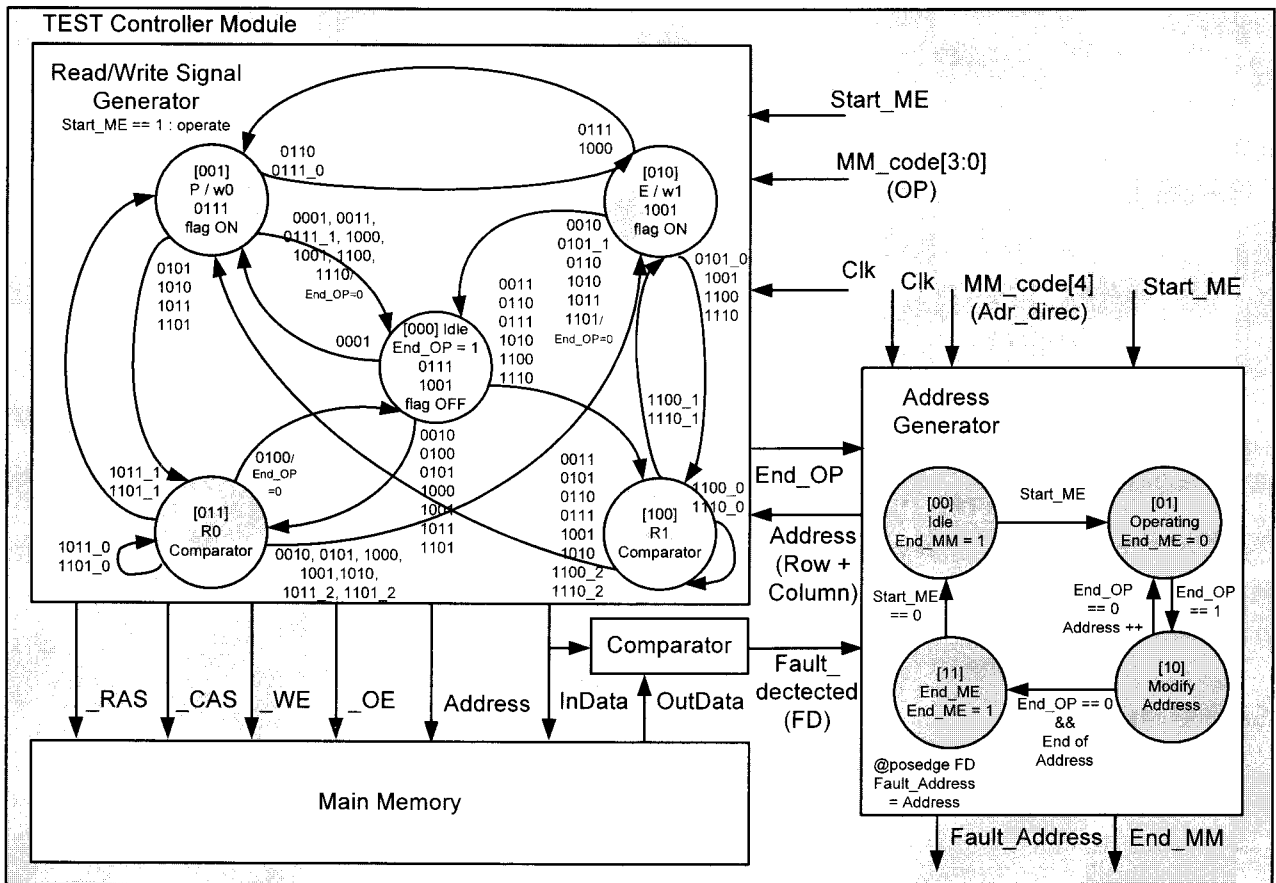 TEST Controller Module
Read/Write Signal
Generator
Start_ME == 1 : operate
[001]
P / w0
0111
flag ON
0110
0111_0
0111
1000
[010]
E / w1
1001
flag ON
0001, 0011,
0111_1, 1000,
1001, 1100,
1110/
End_OP=0
0010
0101_1
0110
1010
1011
1101/
End_OP=0
0101_0
1001
1100
1110
0101
1010
1011
1101
0001
[000] Idle
End_OP = 1
0111
1001
flag OFF
0011
0110
0111
1010
1100
1110
1100_1
1110_1
0100/
End_OP
=0
0010
0100
0101
1000
1001
1011
1101
0011
0101
0110
0111
1001
1010
1100_2
1110_2
1100_0
1110_0
1011_1
1101_1
[011]
R0
Comparator
1011_0
1101_0
0010, 0101, 1000,
1001,1010,
1011_2, 1101_2
[100]
R1
Comparator
Start_ME
MM_code[3:0]
(OP)
Clk
Clk
MM_code[4]
(Adr_direc)
Start_ME
End_OP
Address
(Row +
Column)
Address
Generator
[00]
Idle
End_MM = 1
Start_ME
[01]
Operating
End_ME = 0
Start_ME
== 0
End_OP
== 0
Address ++
End_OP
== 1
[11]
End_ME
End_ME = 1
End_OP == 0
&&
End of
Address
[10]
Modify
Address
@posedge FD
Fault_Address
= Address
Comparator
Fault_
dectected
(FD)
_RAS
_CAS
_WE
_OE
Address
InData
OutData
Main Memory
Fault_Address
End_MM